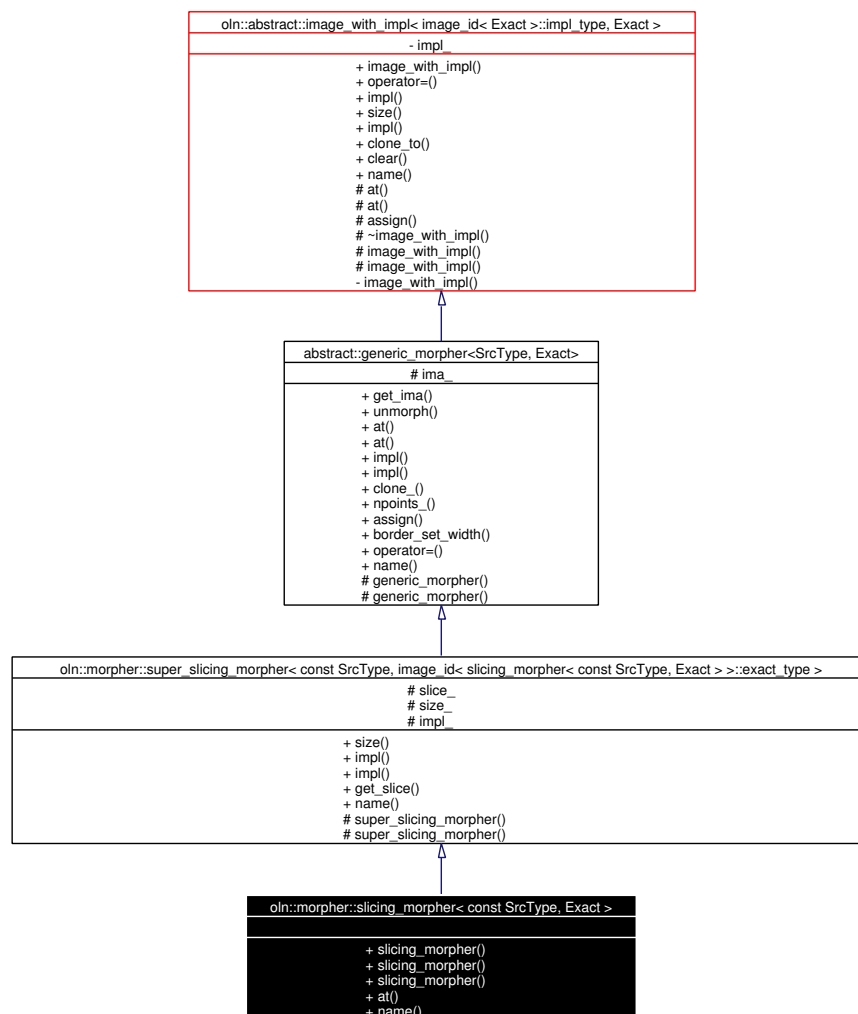 oln::abstract::image_with_impl< image_id< Exact >::impl_type, Exact >
- impl_
+ image_with_impl()
+ operator=()
+ impl()
+ size()
+ impl()
+ clone_to()
+ clear()
+ name()
# at()
# at()
# assign()
# ~image_with_impl()
# image_with_impl()
# image_with_impl()
- image_with_impl()
abstract::generic_morpher<SrcType, Exact>
# ima_
+ get_ima()
+ unmorph()
+ at()
+ at()
+ impl()
+ impl()
+ clone_()
+ npoints_()
+ assign()
+ border_set_width()
+ operator=()
+ name()
# generic_morpher()
# generic_morpher()
oln::morpher::super_slicing_morpher< const SrcType, image_id< slicing_morpher< const SrcType, Exact > >::exact_type >
# slice_
# size_
# impl_
+ size()
+ impl()
+ impl()
+ get_slice()
+ name()
# super_slicing_morpher()
# super_slicing_morpher()
oln::morpher::slicing_morpher< const SrcType, Exact >
+ slicing_morpher()
+ slicing_morpher()
+ slicing_morpher()
+ at()
+ name()